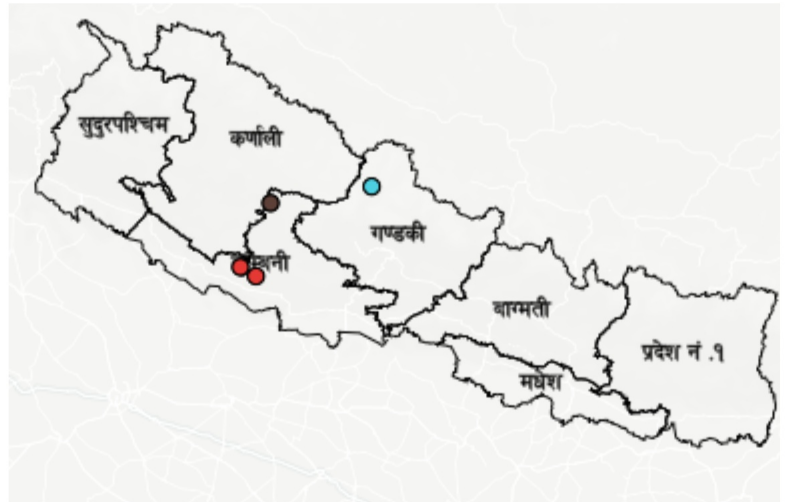 सुदुरपश्चिम
कर्णाली
गण्डकी
बाग्मती
प्रदेश नं .१
मधेश